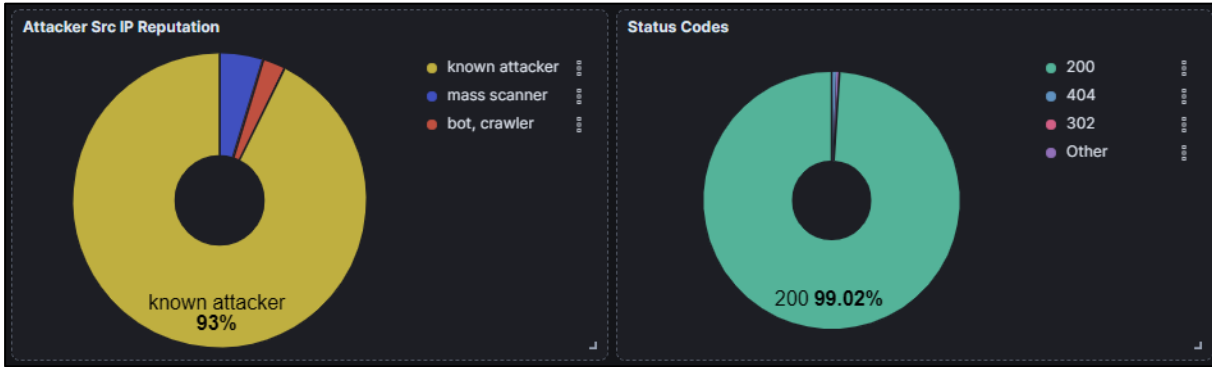 Attacker Src IP Reputation
known attacker
mass scanner
bot, crawler
known attacker
93%
Status Codes
200
404
302
Other
200 99.02%